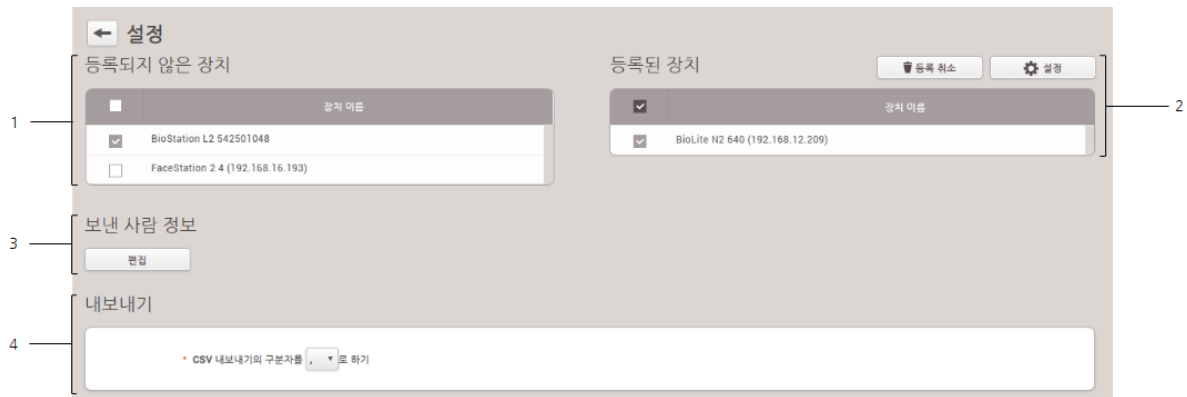 설정
등록되지 않은 장치
장치 이름
BioStation L2 542501048
FaceStation 2 4 (192.168.16.193)
1
등록된 장치
등록 취소
설정
장치 이름
BioLite N2 640 (192.168.12.209)
2
보낸 사람 정보
편집
3
내보내기
* CSV 내보내기의 구분자를 , 로 하기
4